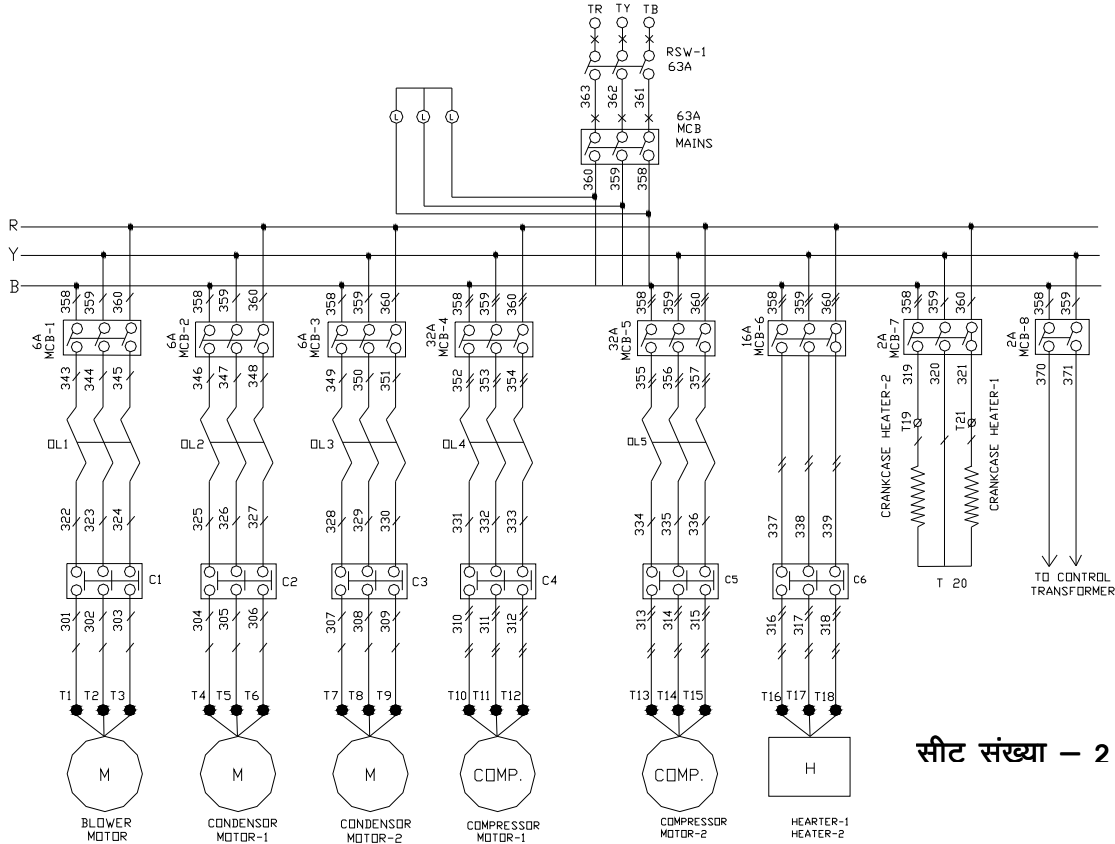 TR TY TB
RSW-1
63A
363 362 361
63A
MCB
MAINS
L L L
360 359 358
R
Y
B
358 359 360 358 359 360 358 359 360 358 359 360 358 359 360 358 359 360 358 359 360 358 359
6A
MCB-1
6A
MCB-2
6A
MCB-3
32A
MCB-4
32A
MCB-5
16A
MCB-6
2A
MCB-7
2A
MCB-8
343 344 345 346 347 348 349 350 351 352 353 354 355 356 357 319 320 321 370 371
CRANKCASE HEATER-2
T19
T21
CRANKCASE HEATER-1
OL1 OL2 OL3 OL4 OL5
322 323 324 325 326 327 328 329 330 331 332 333 334 335 336 337 338 339
C1 C2 C3 C4 C5 C6
T 20
TO CONTROL
TRANSFORMER
301 302 303 304 305 306 307 308 309 310 311 312 313 314 315 316 317 318
T1 T2 T3 T4 T5 T6 T7 T8 T9 T10 T11 T12 T13 T14 T15 T16 T17 T18
M M M COMP. COMP. H
सीट संख्या – 2
BLOWER
MOTOR
CONDENSOR
MOTOR-1
CONDENSOR
MOTOR-2
COMPRESSOR
MOTOR-1
COMPRESSOR
MOTOR-2
HEARTER-1
HEATER-2